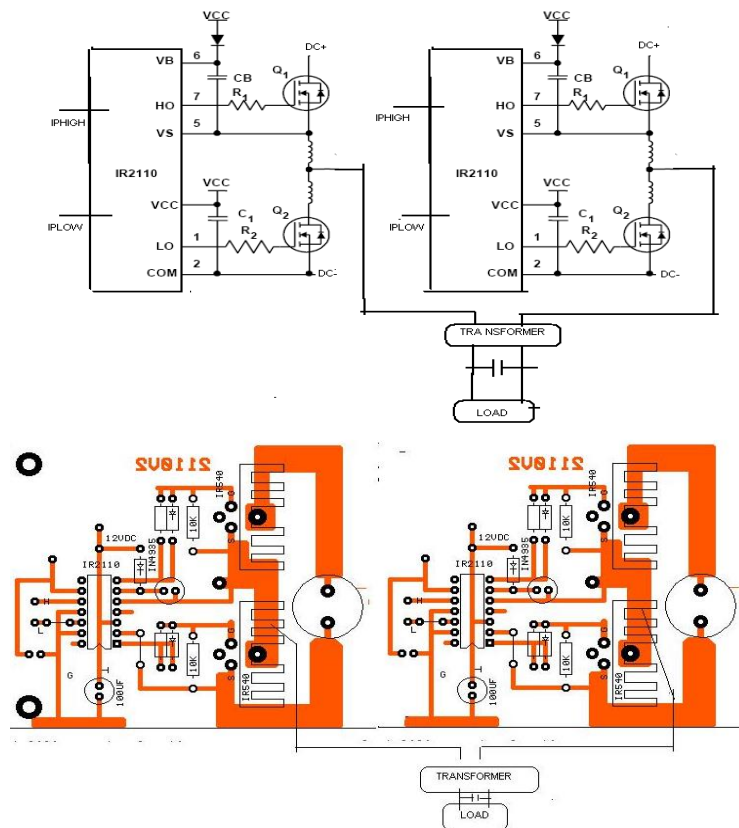 VCC
DC+
6
VB
CB
Q1
HO
7
R1
IPHIGH
VS
5
IR2110
VCC
VCC
C1
Q2
IPLOW
LO
1
R2
COM
2
DC-
VCC
DC+
6
VB
CB
Q1
HO
7
R1
IPHIGH
VS
5
IR2110
VCC
VCC
C1
Q2
IPLOW
LO
1
R2
COM
2
DC-
TRANSFORMER
LOAD
2110V2
IR540
G
10K
S
12VDC
IN4935
IR2110
H
L
G
10K
S
G
T
100UF
IR540
2110V2
IR540
G
10K
S
12VDC
IN4935
IR2110
H
L
G
10K
S
G
T
100UF
IR540
TRANSFORMER
LOAD